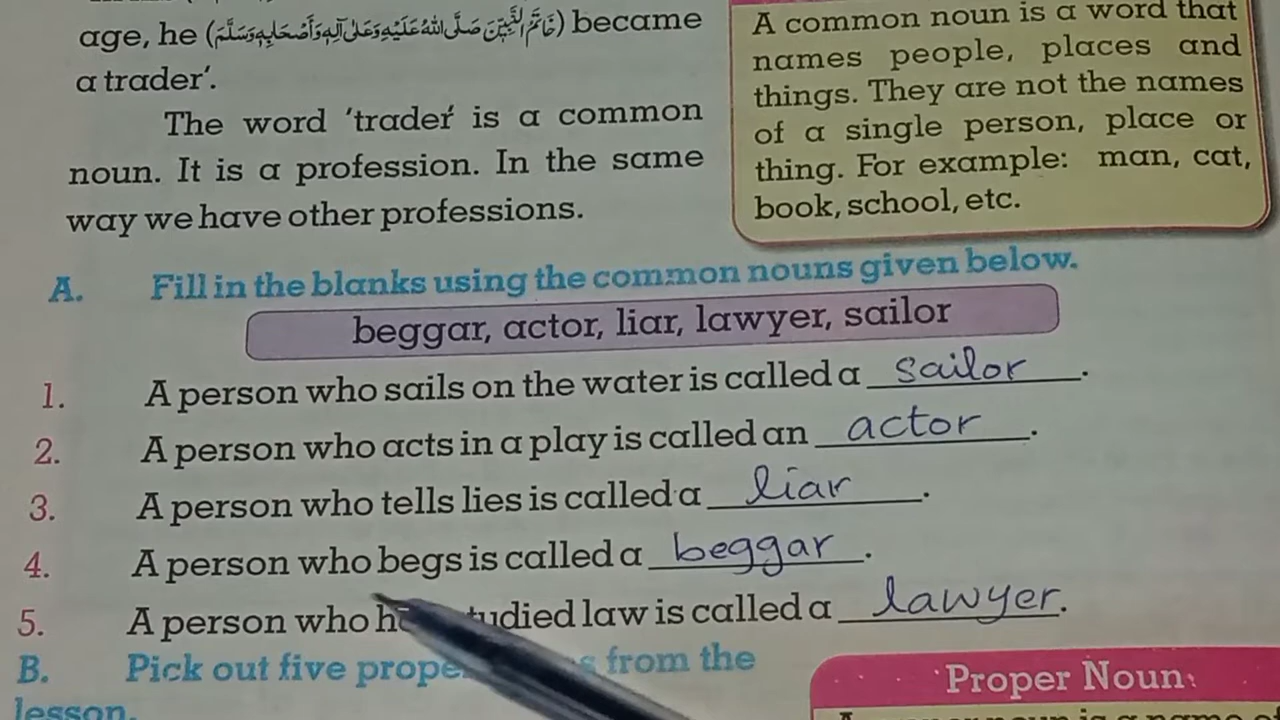 age, he (خَاتَمُ النَّبِيّٖنَ صَلَّى اللهُ عَلَيْهِ وَعَلٰى آلِهٖ وَأَصْحَابِهٖ وَسَلَّمَ) became
a trader'.
The word 'trader' is a common
noun. It is a profession. In the same
way we have other professions.
A common noun is a word that
names people, places and
things. They are not the names
of a single person, place or
thing. For example: man, cat,
book, school, etc.
A. Fill in the blanks using the common nouns given below.
beggar, actor, liar, lawyer, sailor
1. A person who sails on the water is called a sailor.
2. A person who acts in a play is called an actor.
3. A person who tells lies is called a liar.
4. A person who begs is called a beggar.
5. A person who studied law is called a lawyer.
B. Pick out five from the
lesson.
Proper Noun